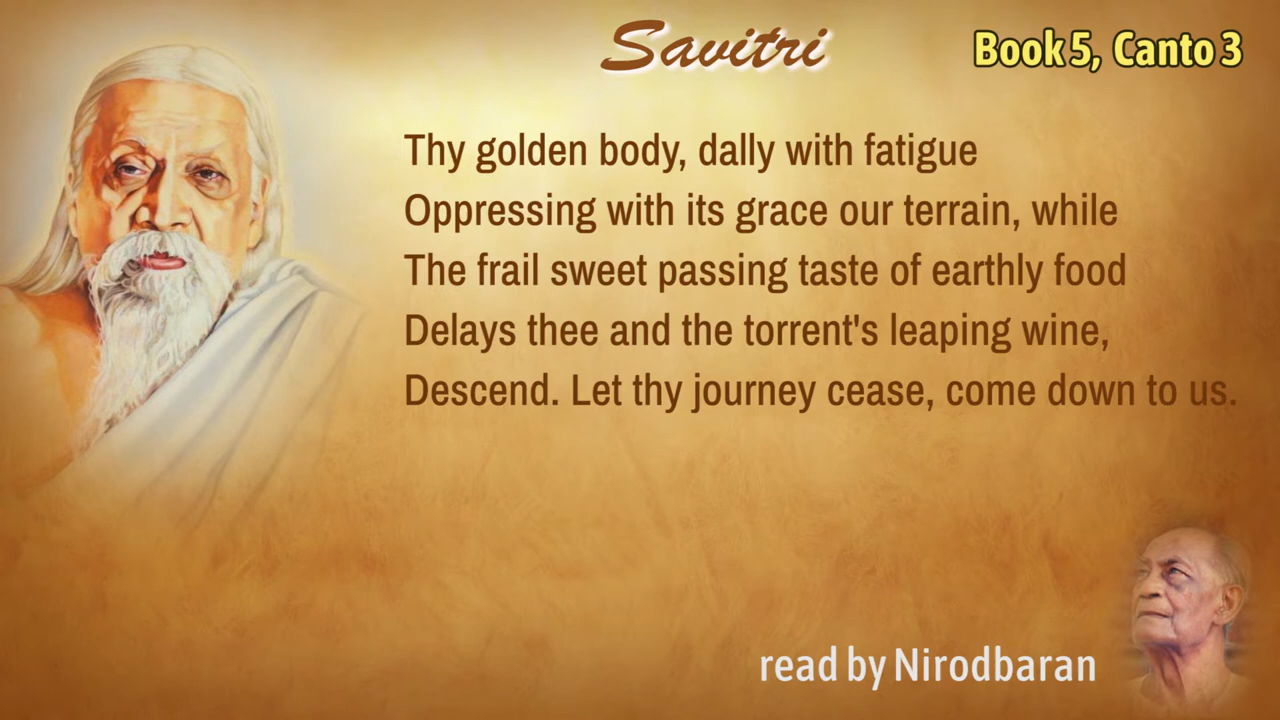 Savitri
Book 5, Canto 3
Thy golden body, dally with fatigue
Oppressing with its grace our terrain, while
The frail sweet passing taste of earthly food
Delays thee and the torrent's leaping wine,
Descend. Let thy journey cease, come down to us.
read by Nirodbaran